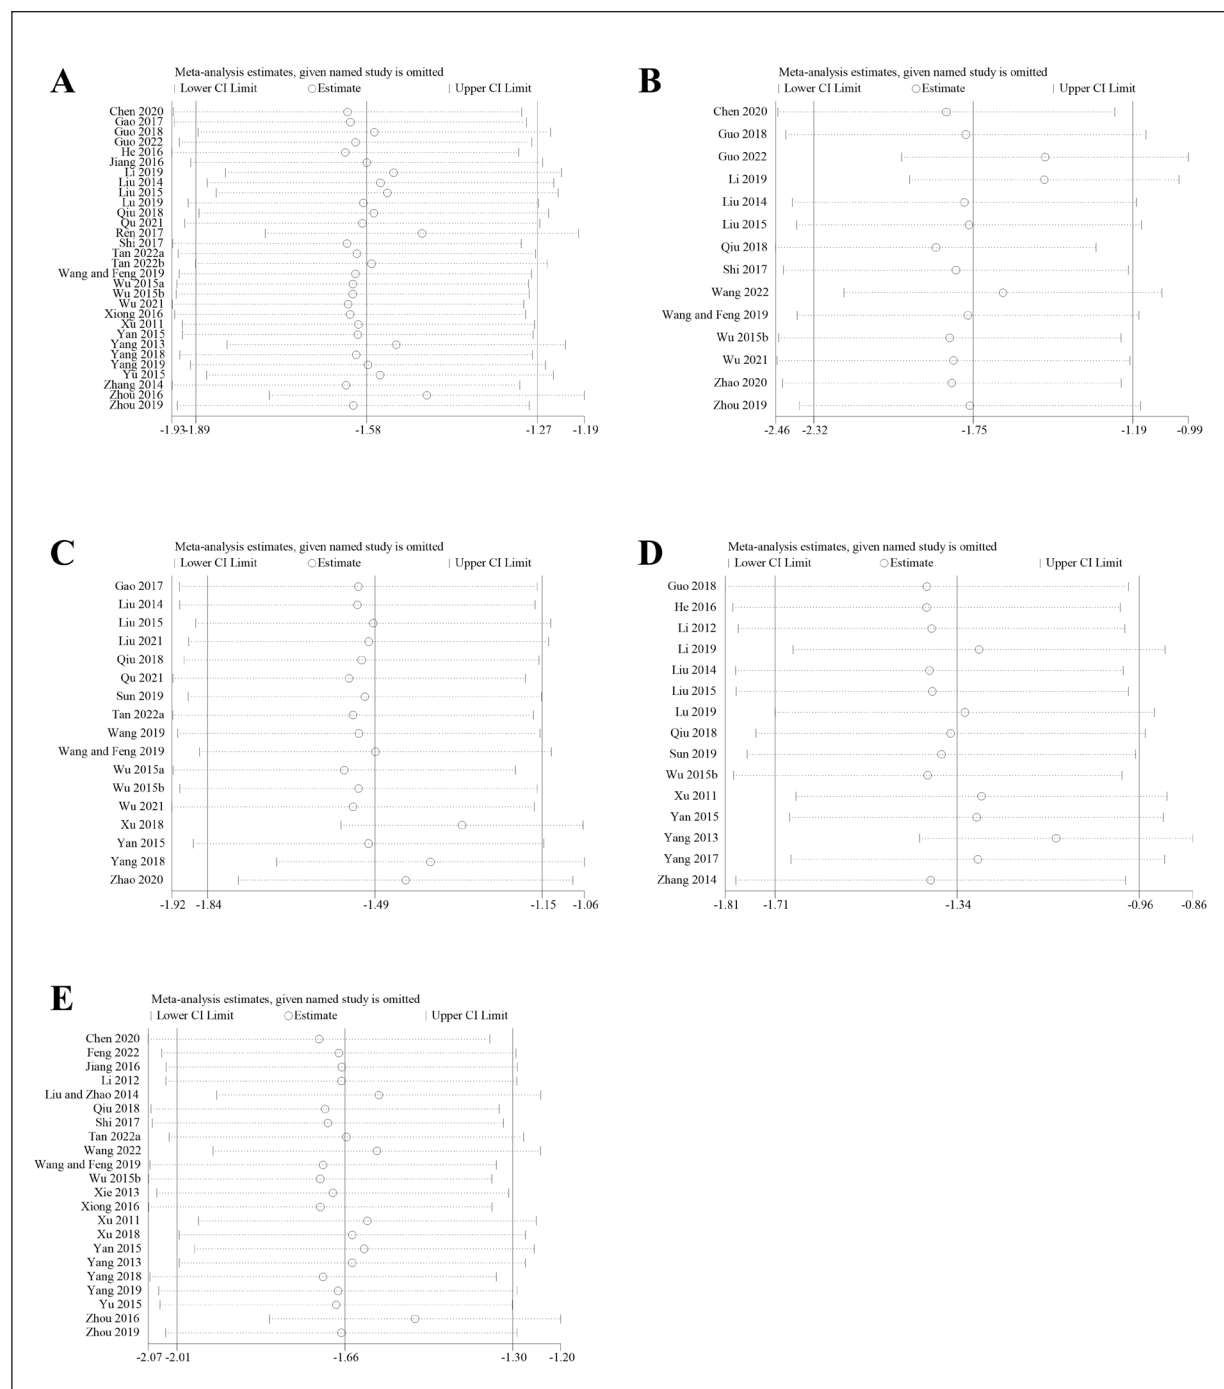 A
Meta-analysis estimates, given named study is omitted
Lower CI Limit Estimate Upper CI Limit
Chen 2020
Gao 2017
Guo 2018
Guo 2022
He 2016
Jiang 2016
Li 2019
Liu 2014
Liu 2015
Lu 2019
Qiu 2018
Qu 2021
Ren 2017
Shi 2017
Tan 2022a
Tan 2022b
Wang and Feng 2019
Wu 2015a
Wu 2015b
Wu 2021
Xiong 2016
Xu 2011
Yan 2015
Yang 2013
Yang 2018
Yang 2019
Yu 2015
Zhang 2014
Zhou 2016
Zhou 2019
-1.93 -1.89 -1.58 -1.27 -1.19
B
Meta-analysis estimates, given named study is omitted
Lower CI Limit Estimate Upper CI Limit
Chen 2020
Guo 2018
Guo 2022
Li 2019
Liu 2014
Liu 2015
Qiu 2018
Shi 2017
Wang 2022
Wang and Feng 2019
Wu 2015b
Wu 2021
Zhao 2020
Zhou 2019
-2.46 -2.32 -1.75 -1.19 -0.99
C
Meta-analysis estimates, given named study is omitted
Lower CI Limit Estimate Upper CI Limit
Gao 2017
Liu 2014
Liu 2015
Liu 2021
Qiu 2018
Qu 2021
Sun 2019
Tan 2022a
Wang 2019
Wang and Feng 2019
Wu 2015a
Wu 2015b
Wu 2021
Xu 2018
Yan 2015
Yang 2018
Zhao 2020
-1.92 -1.84 -1.49 -1.15 -1.06
D
Meta-analysis estimates, given named study is omitted
Lower CI Limit Estimate Upper CI Limit
Guo 2018
He 2016
Li 2012
Li 2019
Liu 2014
Liu 2015
Lu 2019
Qiu 2018
Sun 2019
Wu 2015b
Xu 2011
Yan 2015
Yang 2013
Yang 2017
Zhang 2014
-1.81 -1.71 -1.34 -0.96 -0.86
E
Meta-analysis estimates, given named study is omitted
Lower CI Limit Estimate Upper CI Limit
Chen 2020
Feng 2022
Jiang 2016
Li 2012
Liu and Zhao 2014
Qiu 2018
Shi 2017
Tan 2022a
Wang 2022
Wang and Feng 2019
Wu 2015b
Xie 2013
Xiong 2016
Xu 2011
Xu 2018
Yan 2015
Yang 2013
Yang 2018
Yang 2019
Yu 2015
Zhou 2016
Zhou 2019
-2.07 -2.01 -1.66 -1.30 -1.20